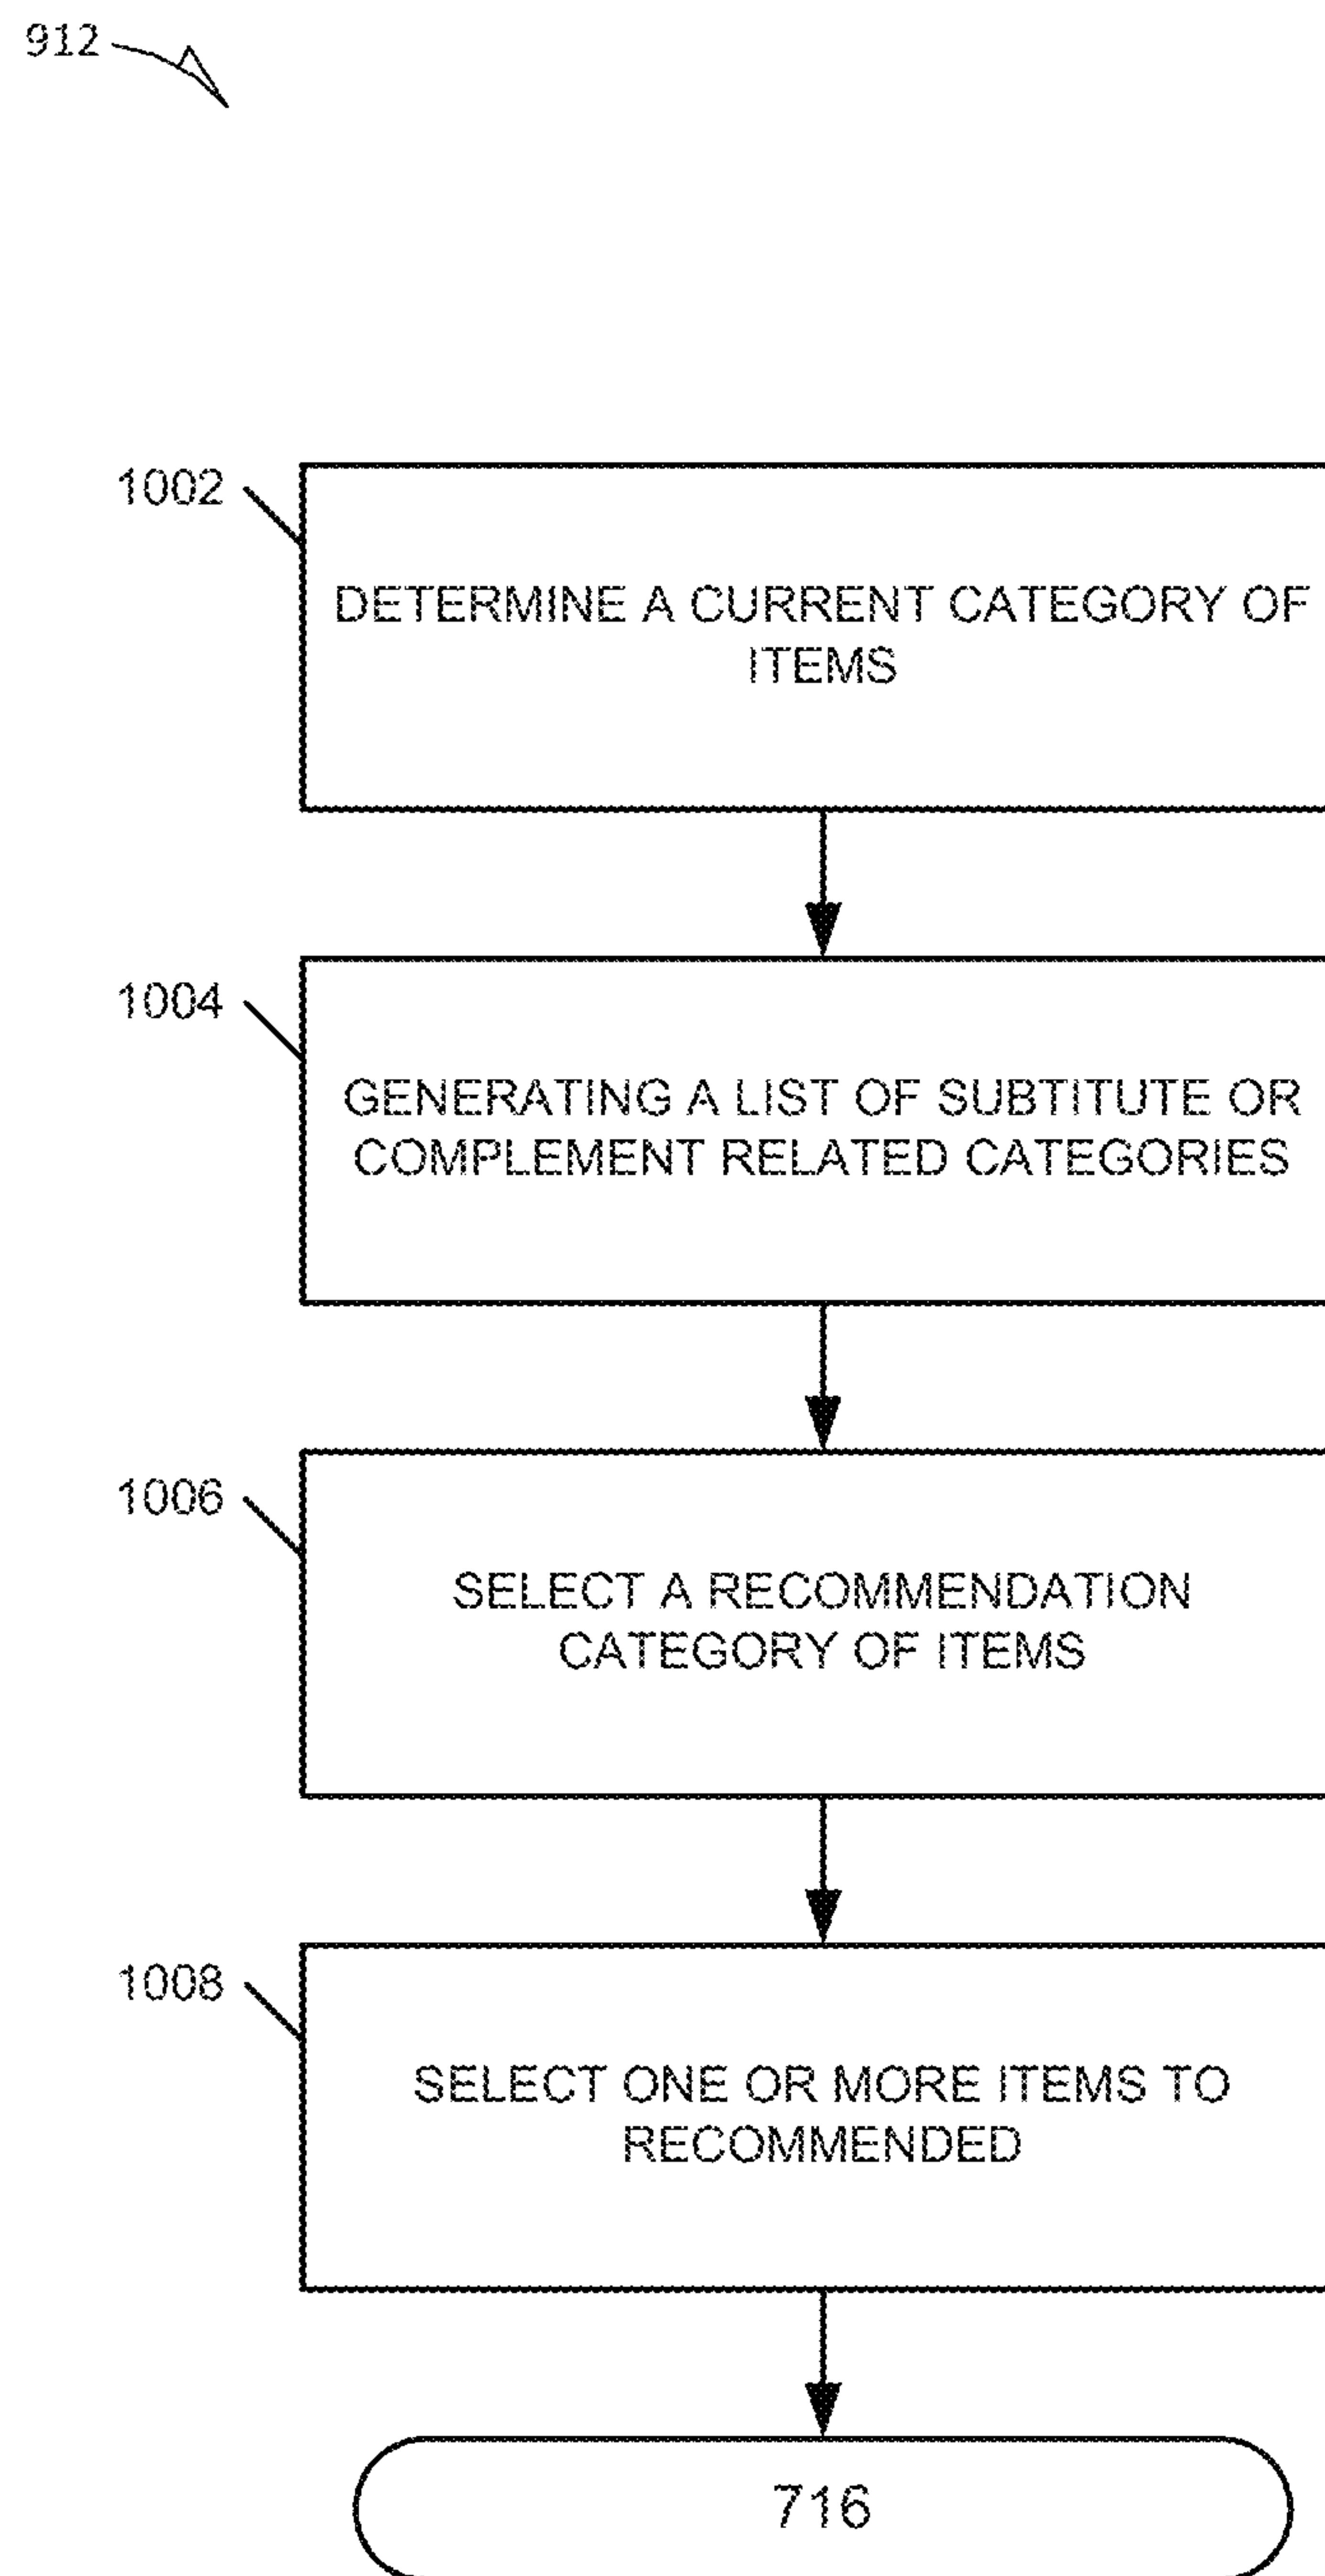 912
1002
DETERMINE A CURRENT CATEGORY OF
ITEMS
1004
GENERATING A LIST OF SUBTITUTE OR
COMPLEMENT RELATED CATEGORIES
1006
SELECT A RECOMMENDATION
CATEGORY OF ITEMS
1008
SELECT ONE OR MORE ITEMS TO
RECOMMENDED
716